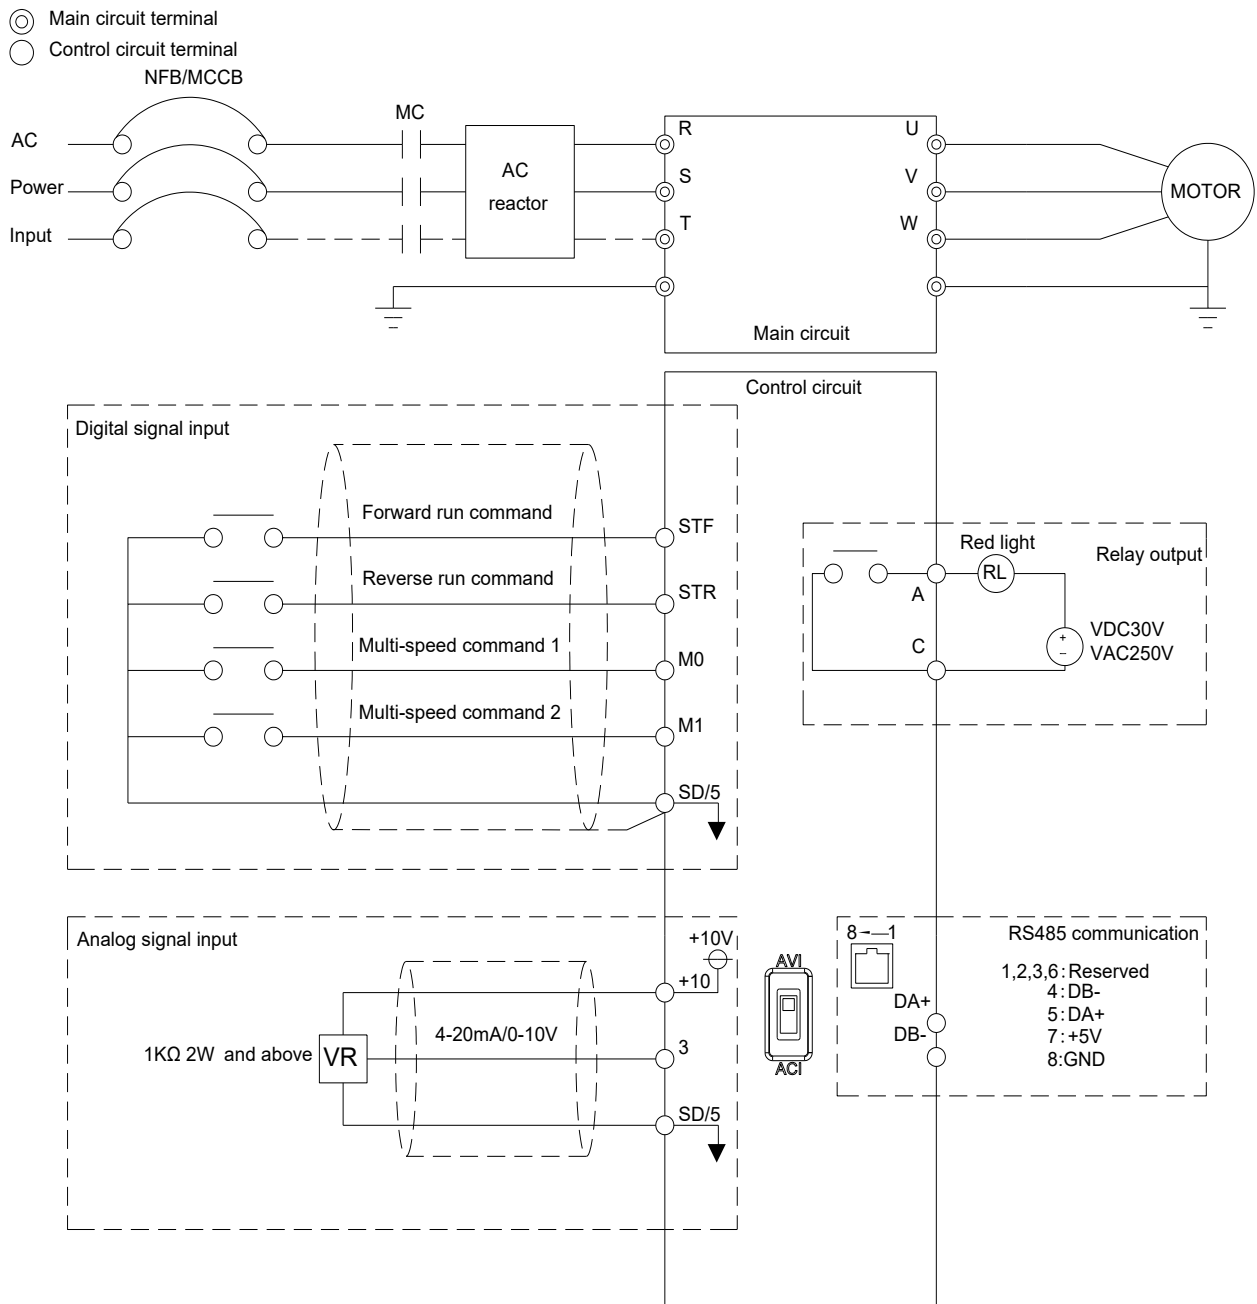 Main circuit terminal
Control circuit terminal
NFB/MCCB
MC
AC
Power
Input
AC
reactor
R
S
T
U
V
W
MOTOR
Main circuit
Control circuit
Digital signal input
Forward run command
STF
Reverse run command
STR
Multi-speed command 1
M0
Multi-speed command 2
M1
SD/5
Red light
Relay output
RL
A
C
+
–
VDC30V
VAC250V
Analog signal input
+10V
+10
4-20mA/0-10V
1KΩ 2W and above
VR
3
SD/5
AVI
ACI
8 1
RS485 communication
1,2,3,6:Reserved
4:DB-
5:DA+
7:+5V
8:GND
DA+
DB-